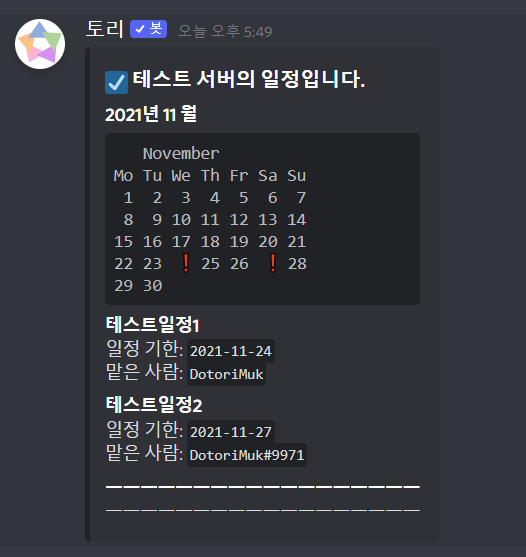 토리 ✓ 봇 오늘 오후 5:49
☑ 테스트 서버의 일정입니다.
2021년 11 월
November
Mo Tu We Th Fr Sa Su
1 2 3 4 5 6 7
8 9 10 11 12 13 14
15 16 17 18 19 20 21
22 23 ❗ 25 26 ❗ 28
29 30
테스트일정1
일정 기한: 2021-11-24
맡은 사람: DotoriMuk
테스트일정2
일정 기한: 2021-11-27
맡은 사람: DotoriMuk#9971